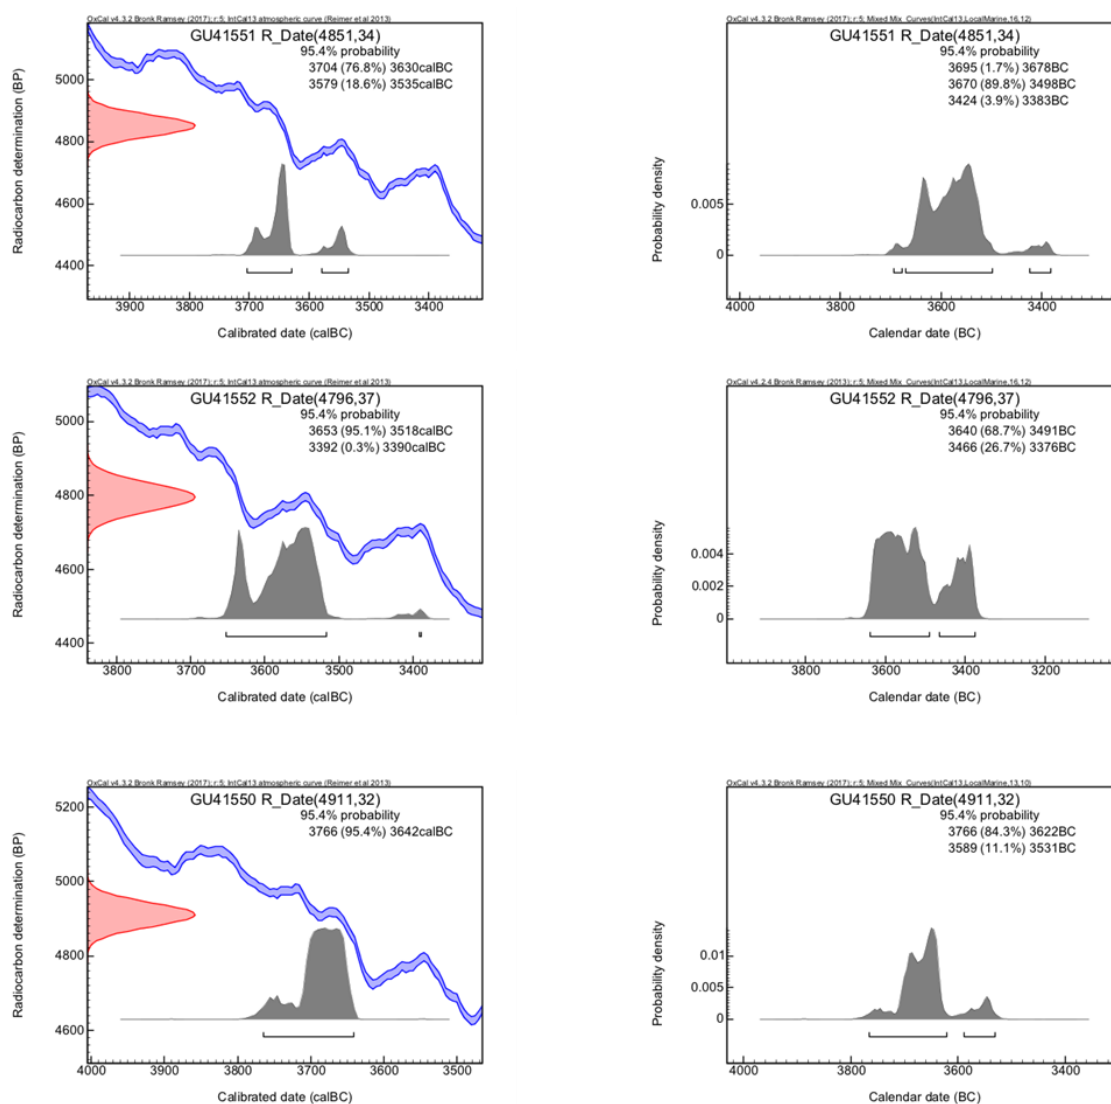 OxCal v4.3.2 Bronk Ramsey (2017); r:5; IntCal13 atmospheric curve (Reimer et al 2013)
GU41551 R_Date(4851,34)
95.4% probability
3704 (76.8%) 3630calBC
3579 (18.6%) 3535calBC
Radiocarbon determination (BP)
5000
4800
4600
4400
3900 3800 3700 3600 3500 3400
Calibrated date (calBC)
OxCal v4.3.2 Bronk Ramsey (2017); r:5; Mixed Mix_Curves(IntCal13,LocalMarine,16,12)
GU41551 R_Date(4851,34)
95.4% probability
3695 (1.7%) 3678BC
3670 (89.8%) 3498BC
3424 (3.9%) 3383BC
Probability density
0.005
0
4000 3800 3600 3400
Calendar date (BC)
OxCal v4.3.2 Bronk Ramsey (2017); r:5; IntCal13 atmospheric curve (Reimer et al 2013)
GU41552 R_Date(4796,37)
95.4% probability
3653 (95.1%) 3518calBC
3392 (0.3%) 3390calBC
Radiocarbon determination (BP)
5000
4800
4600
4400
3800 3700 3600 3500 3400
Calibrated date (calBC)
OxCal v4.2.4 Bronk Ramsey (2013); r:5; Mixed Mix_Curves(IntCal13,LocalMarine,16,12)
GU41552 R_Date(4796,37)
95.4% probability
3640 (68.7%) 3491BC
3466 (26.7%) 3376BC
Probability density
0.004
0.002
0
3800 3600 3400 3200
Calendar date (BC)
OxCal v4.3.2 Bronk Ramsey (2017); r:5; IntCal13 atmospheric curve (Reimer et al 2013)
GU41550 R_Date(4911,32)
95.4% probability
3766 (95.4%) 3642calBC
Radiocarbon determination (BP)
5200
5000
4800
4600
4000 3900 3800 3700 3600 3500
Calibrated date (calBC)
OxCal v4.3.2 Bronk Ramsey (2017); r:5; Mixed Mix_Curves(IntCal13,LocalMarine,13,10)
GU41550 R_Date(4911,32)
95.4% probability
3766 (84.3%) 3622BC
3589 (11.1%) 3531BC
Probability density
0.01
0.005
0
4000 3800 3600 3400
Calendar date (BC)